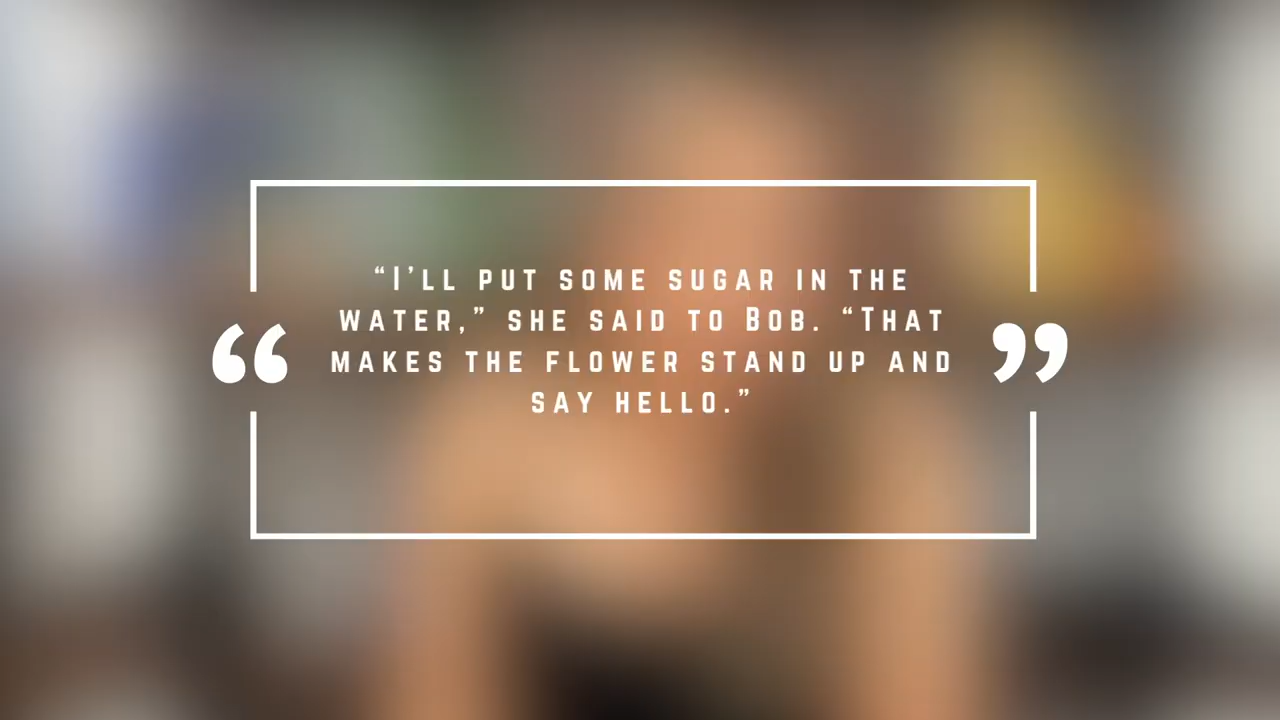 “I’ll put some sugar in the
water,” she said to Bob. “That
makes the flower stand up and
say hello.”